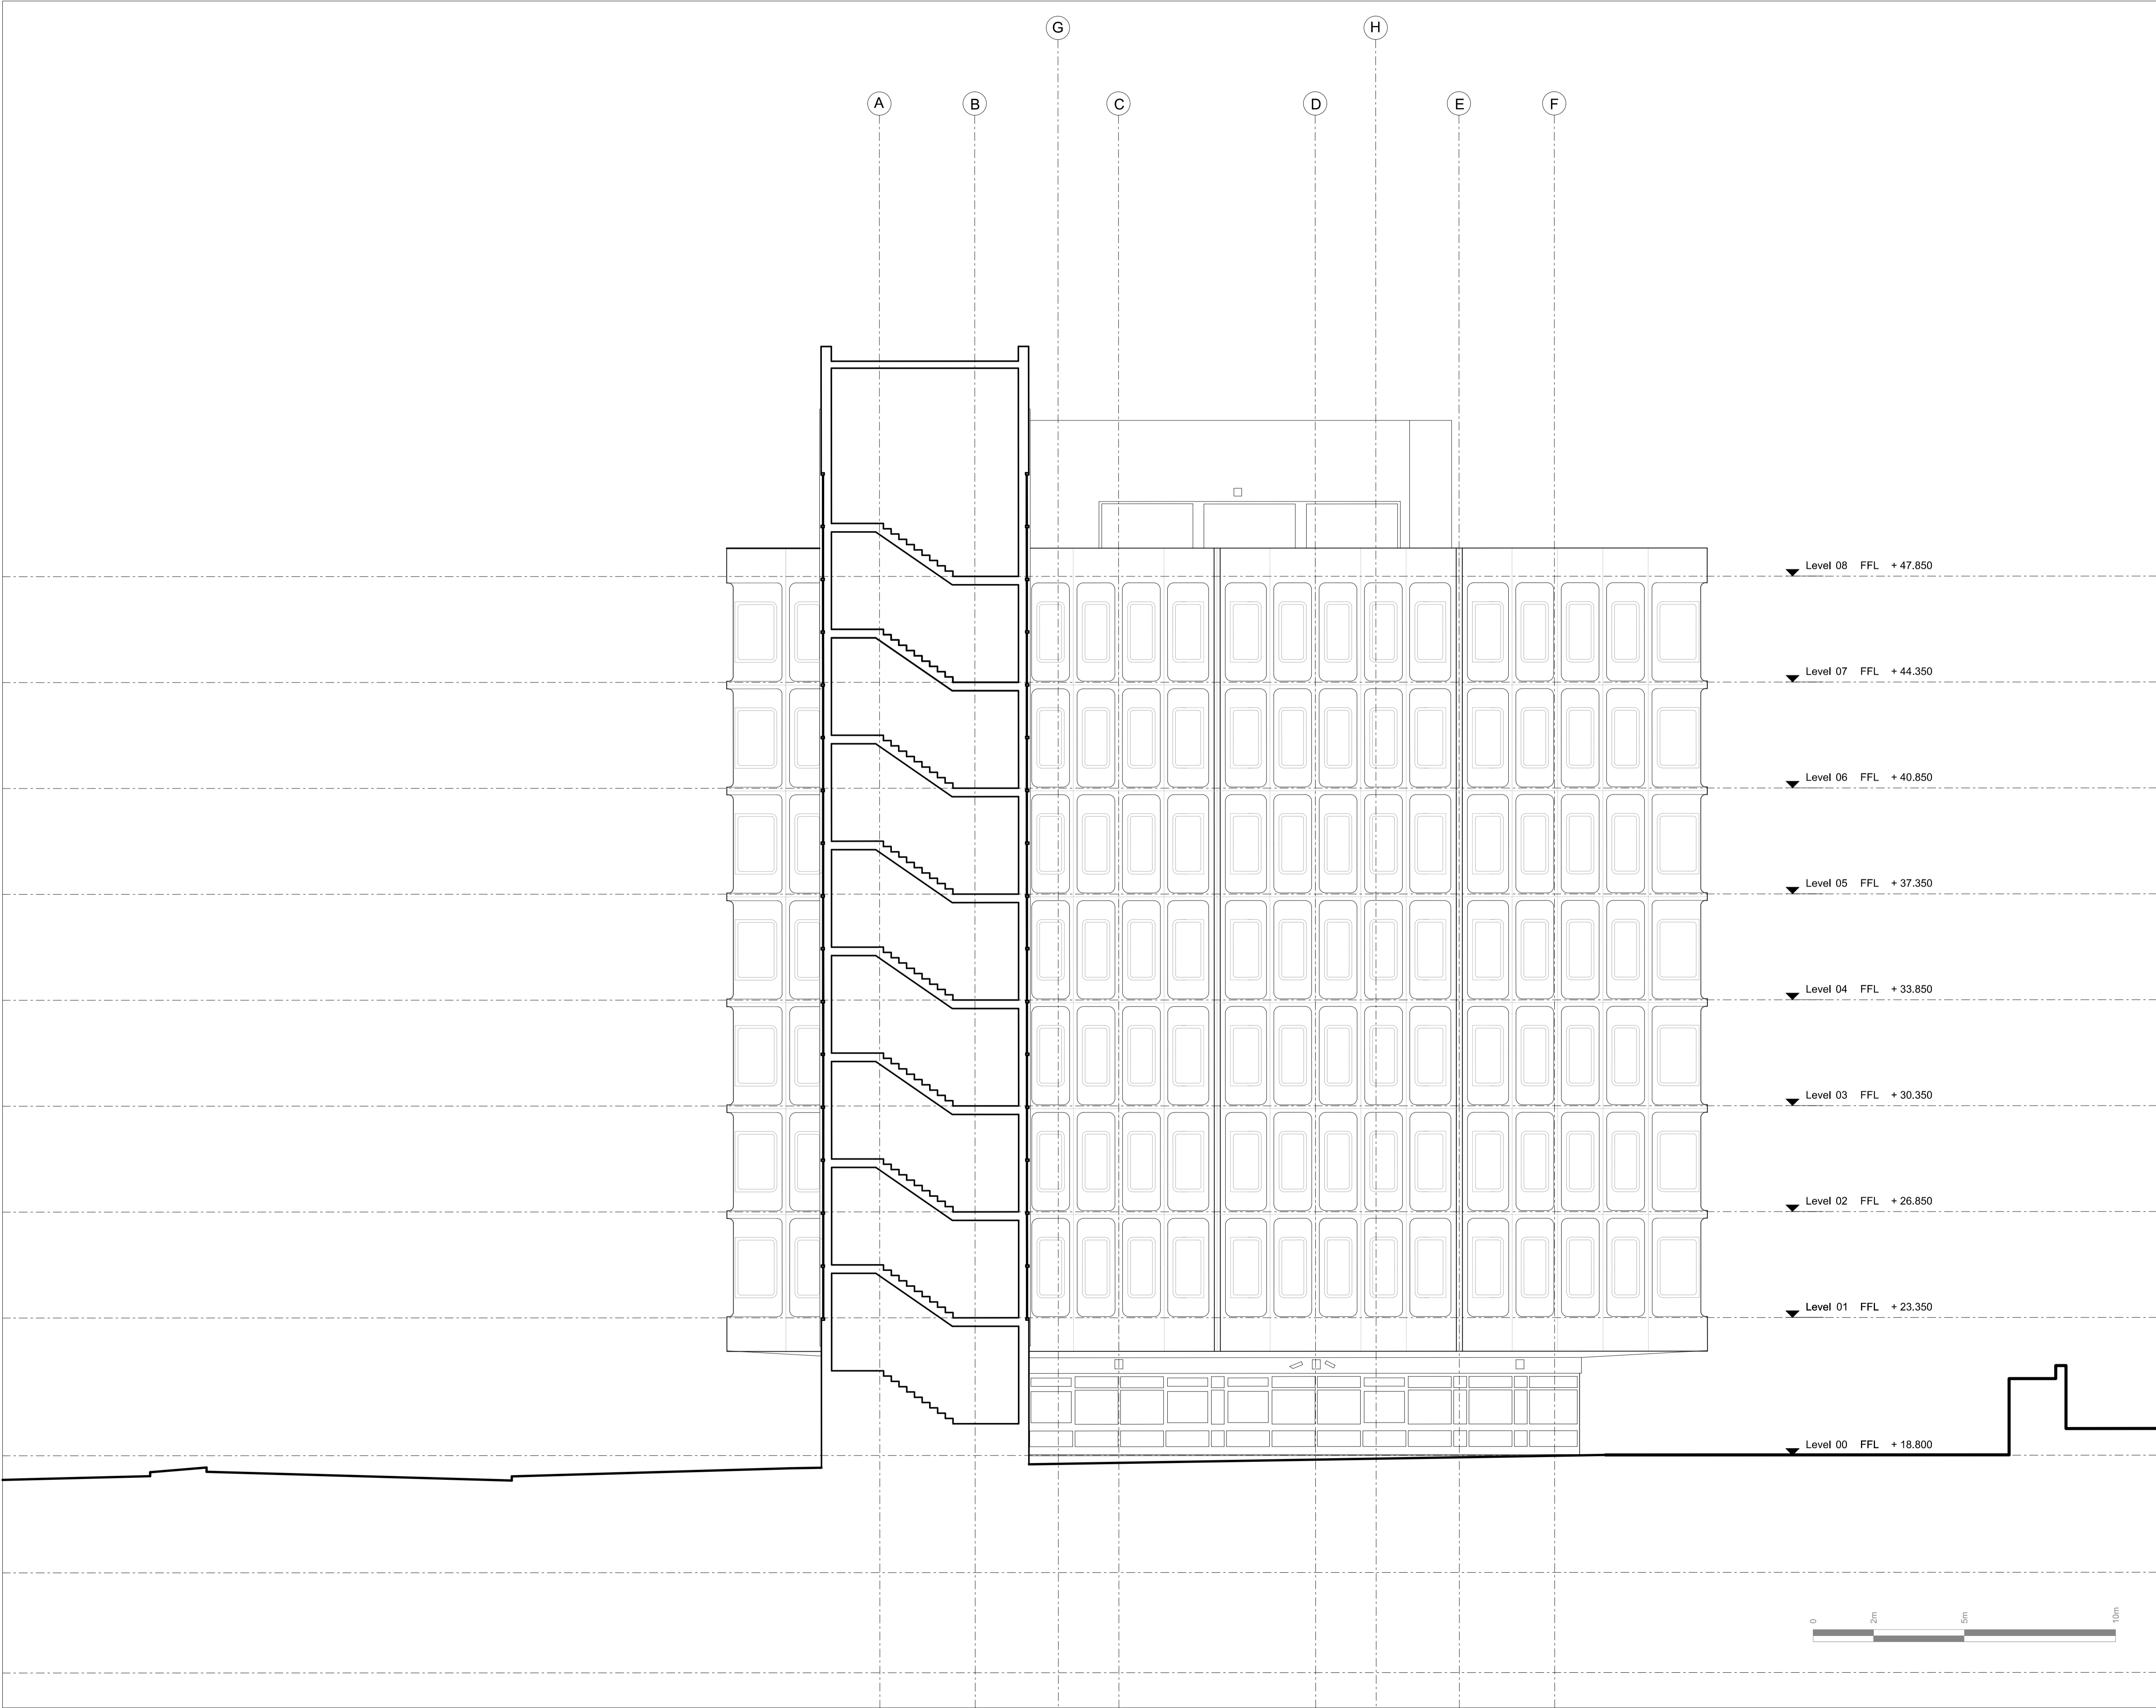 G H
A B C D E F
Level 08 FFL + 47.850
Level 07 FFL + 44.350
Level 06 FFL + 40.850
Level 05 FFL + 37.350
Level 04 FFL + 33.850
Level 03 FFL + 30.350
Level 02 FFL + 26.850
Level 01 FFL + 23.350
Level 00 FFL + 18.800
0 2m 5m 10m